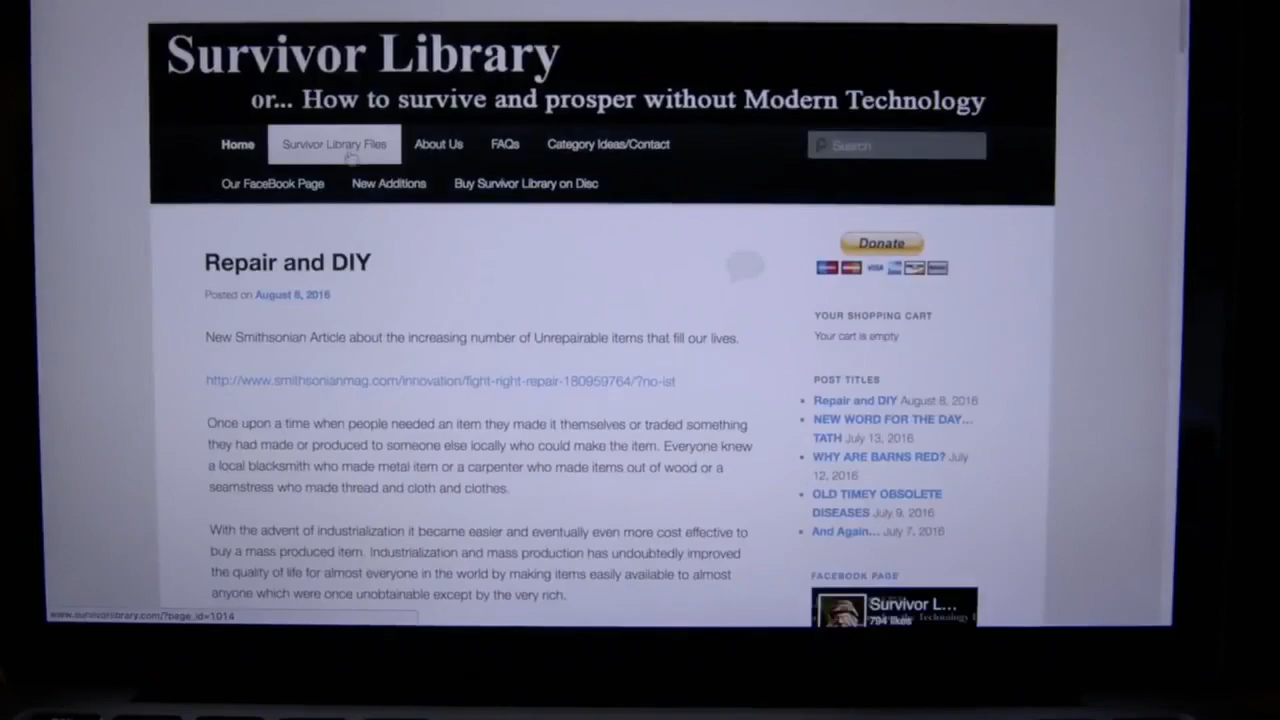 Survivor Library
or... How to survive and prosper without Modern Technology
Home Survivor Library Files About Us FAQs Category Ideas/Contact Search
Our FaceBook Page New Additions Buy Survivor Library on Disc
Donate
VISA
Repair and DIY
Posted on August 8, 2016
New Smithsonian Article about the increasing number of Unrepairable items that fill our lives.
http://www.smithsonianmag.com/innovation/fight-right-repair-180959764/?no-ist
Once upon a time when people needed an item they made it themselves or traded something
they had made or produced to someone else locally who could make the item. Everyone knew
a local blacksmith who made metal item or a carpenter who made items out of wood or a
seamstress who made thread and cloth and clothes.
With the advent of industrialization it became easier and eventually even more cost effective to
buy a mass produced item. Industrialization and mass production has undoubtedly improved
the quality of life for almost everyone in the world by making items easily available to almost
anyone which were once unobtainable except by the very rich.
YOUR SHOPPING CART
Your cart is empty
POST TITLES
Repair and DIY August 8, 2016
NEW WORD FOR THE DAY...
TATH July 13, 2016
WHY ARE BARNS RED? July
12, 2016
OLD TIMEY OBSOLETE
DISEASES July 9, 2016
And Again... July 7, 2016
FACEBOOK PAGE
Survivor L...
794 likes
www.survivorlibrary.com/?page_id=1014